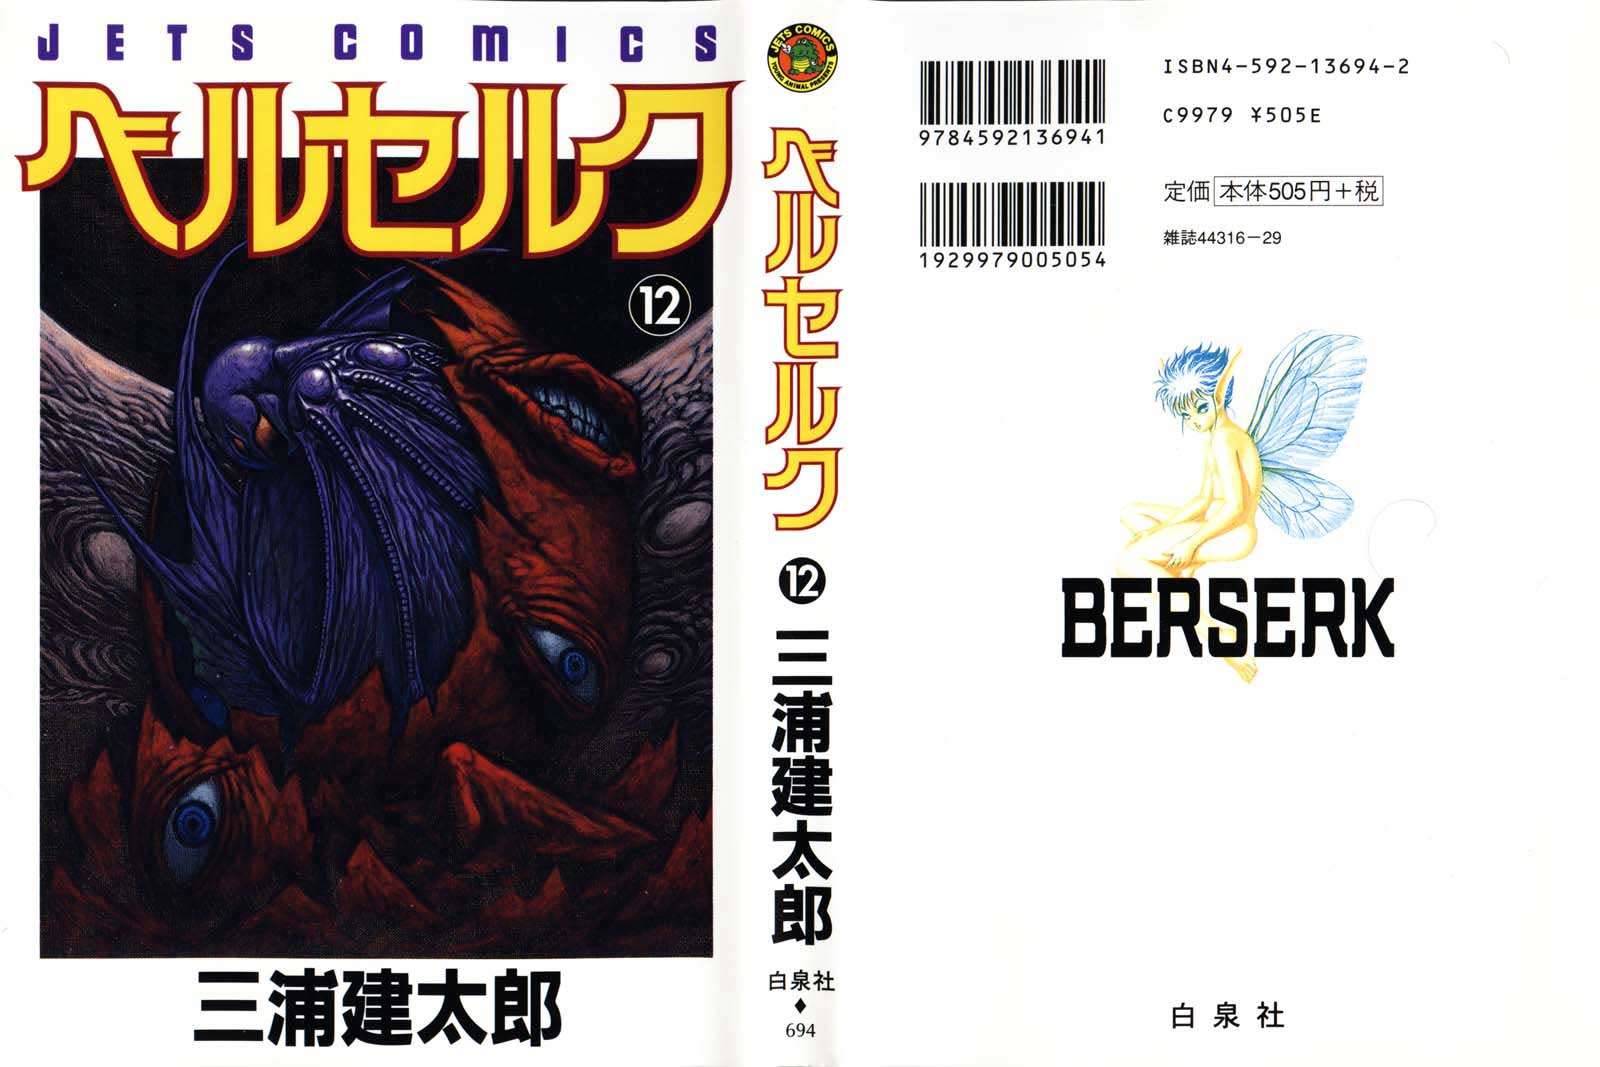 JETS COMICS
ベルセルク
12
三浦建太郎
JETS COMICS
YOUNG ANIMAL PRESENTS
ベルセルク
12
三浦建太郎
白泉社
♦
694
9784592136941
1929979005054
ISBN4-592-13694-2
C9979 ¥505E
定価 本体505円+税
雑誌44316-29
BERSERK
白泉社